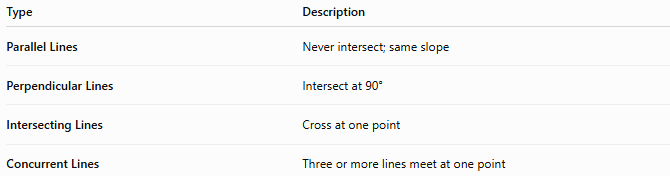 Type Description
Parallel Lines Never intersect; same slope
Perpendicular Lines Intersect at 90°
Intersecting Lines Cross at one point
Concurrent Lines Three or more lines meet at one point